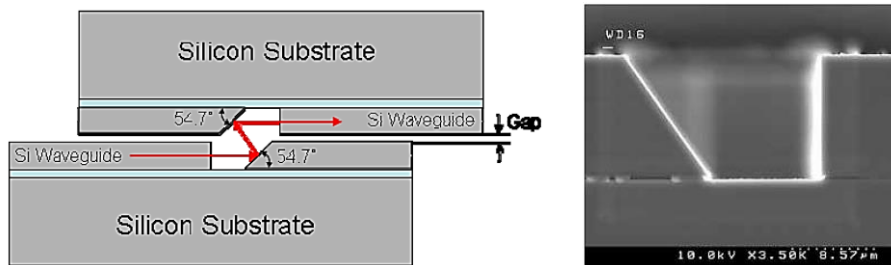 Silicon Substrate
54.7°
Si Waveguide
Gap
Si Waveguide
54.7°
Silicon Substrate
WD16
10.0kV X3.50K 8.57µm